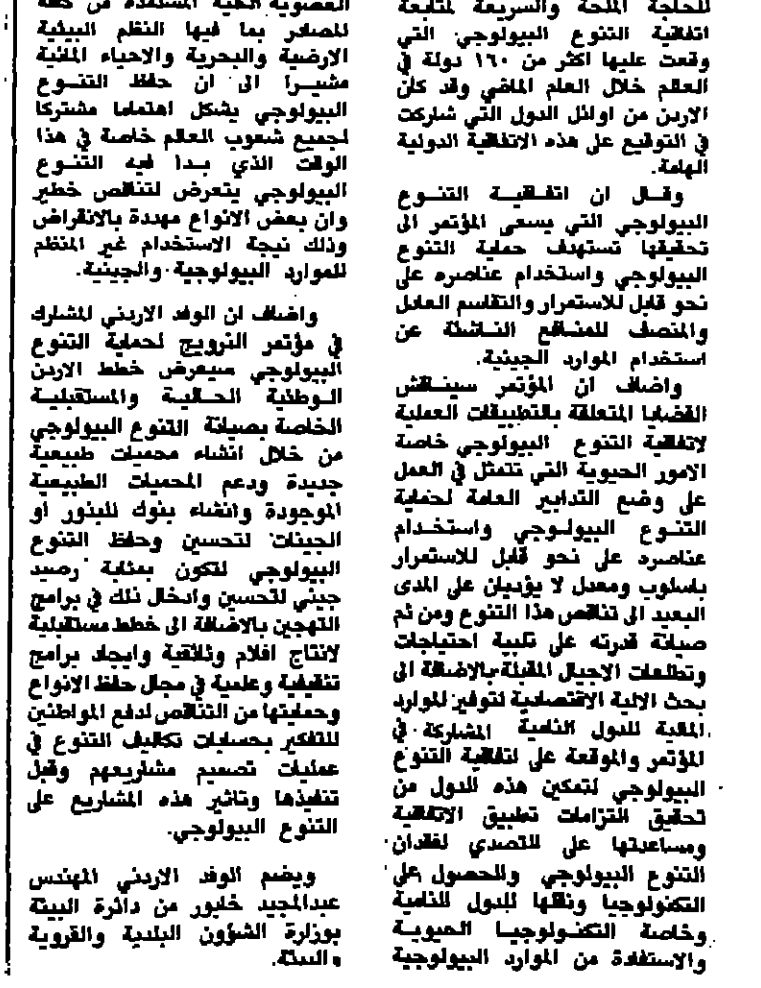 للحاجة الملحة والسريعة لمتابعة
اتفاقية التنوع البيولوجي التي
وقعت عليها اكثر من ١٦٠ دولة في
العالم خلال العام الماضي وقد كان
الاردن من اوائل الدول التي شاركت
في التوقيع على هذه الاتفاقية الدولية
الهامة.
وقال ان اتفاقية التنوع
البيولوجي التي يسعى المؤتمر الى
تحقيقها تستهدف حماية التنوع
البيولوجي واستخدام عناصره على
نحو قابل للاستمرار والتقاسم العادل
والمنصف للمنافع الناشئة عن
استخدام الموارد الجينية.
واضاف ان المؤتمر سيناقش
القضايا المتعلقة بالتطبيقات العملية
لاتفاقية التنوع البيولوجي خاصة
الامور الحيوية التي تتمثل في العمل
على وضع التدابير العامة لحماية
التنوع البيولوجي واستخدام
عناصره على نحو قابل للاستمرار
باسلوب ومعدل لا يؤديان على المدى
البعيد الى تناقص هذا التنوع ومن ثم
صيانة قدرته على تلبية احتياجات
وتطلعات الاجيال المقبلة بالاضافة الى
بحث الالية الاقتصادية لتوفير الموارد
المالية للدول النامية المشاركة في
المؤتمر والموقعة على اتفاقية التنوع
البيولوجي لتمكين هذه الدول من
تحقيق التزامات تطبيق الاتفاقية
ومساعدتها على التصدي لفقدان
التنوع البيولوجي والحصول على
التكنولوجيا ونقلها للدول النامية
وخاصة التكنولوجيا الحيوية
والاستفادة من الموارد البيولوجية
العضوية الحية المستمدة من كافة
المصادر بما فيها النظم البيئية
الارضية والبحرية والاحياء المائية
مشيرا الى ان حفظ التنوع
البيولوجي يشكل اهتماما مشتركا
لجميع شعوب العالم خاصة في هذا
الوقت الذي بدا فيه التنوع
البيولوجي يتعرض لتناقص خطير
وان بعض الانواع مهددة بالانقراض
وذلك نتيجة الاستخدام غير المنظم
للموارد البيولوجية والجينية.
واضاف ان الوفد الاردني المشارك
في مؤتمر النرويج لحماية التنوع
البيولوجي سيعرض خطط الاردن
الوطنية الحالية والمستقبلية
الخاصة بصيانة التنوع البيولوجي
من خلال انشاء محميات طبيعية
جديدة ودعم المحميات الطبيعية
الموجودة وانشاء بنوك للبذور او
الجينات لتحسين وحفظ التنوع
البيولوجي لتكون بمثابة رصيد
جيني لتحسين وادخال ذلك في برامج
التهجين بالاضافة الى خطط مستقبلية
لانتاج افلام وثائقية وايجاد برامج
تثقيفية وعلمية في مجال حفظ الانواع
وحمايتها من التناقص لدفع المواطنين
للتفكير بحسابات تكاليف التنوع في
عمليات تصميم مشاريعهم وقبل
تنفيذها وتاثير هذه المشاريع على
التنوع البيولوجي.
ويضم الوفد الاردني المهندس
عبدالمجيد خابور من دائرة البيئة
بوزارة الشؤون البلدية والقروية
والبيئة.